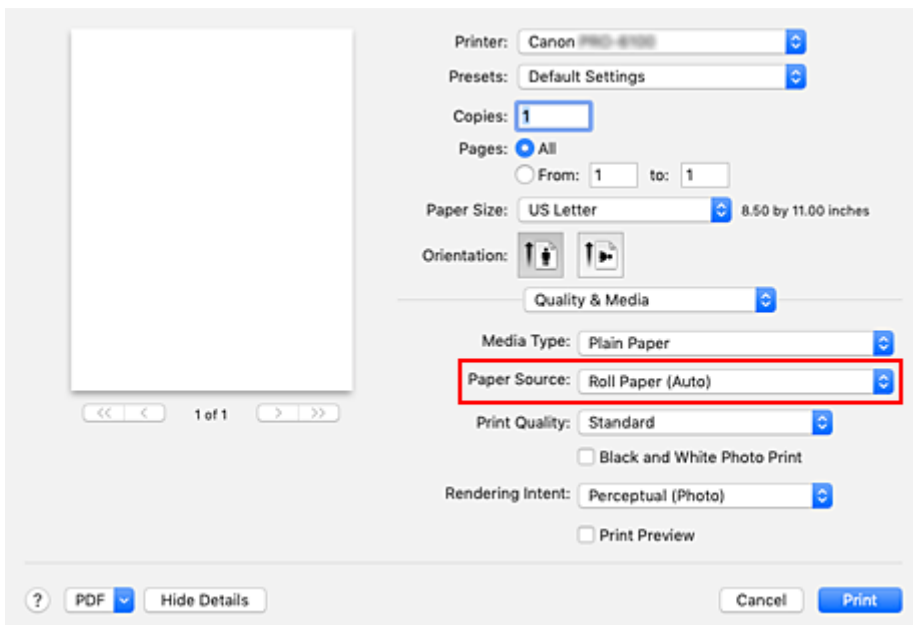 Printer: Canon
Presets: Default Settings
Copies: 1
Pages: All
From: 1 to: 1
Paper Size: US Letter 8.50 by 11.00 inches
Orientation:
Quality & Media
Media Type: Plain Paper
Paper Source: Roll Paper (Auto)
1 of 1
Print Quality: Standard
Black and White Photo Print
Rendering Intent: Perceptual (Photo)
Print Preview
? PDF Hide Details Cancel Print